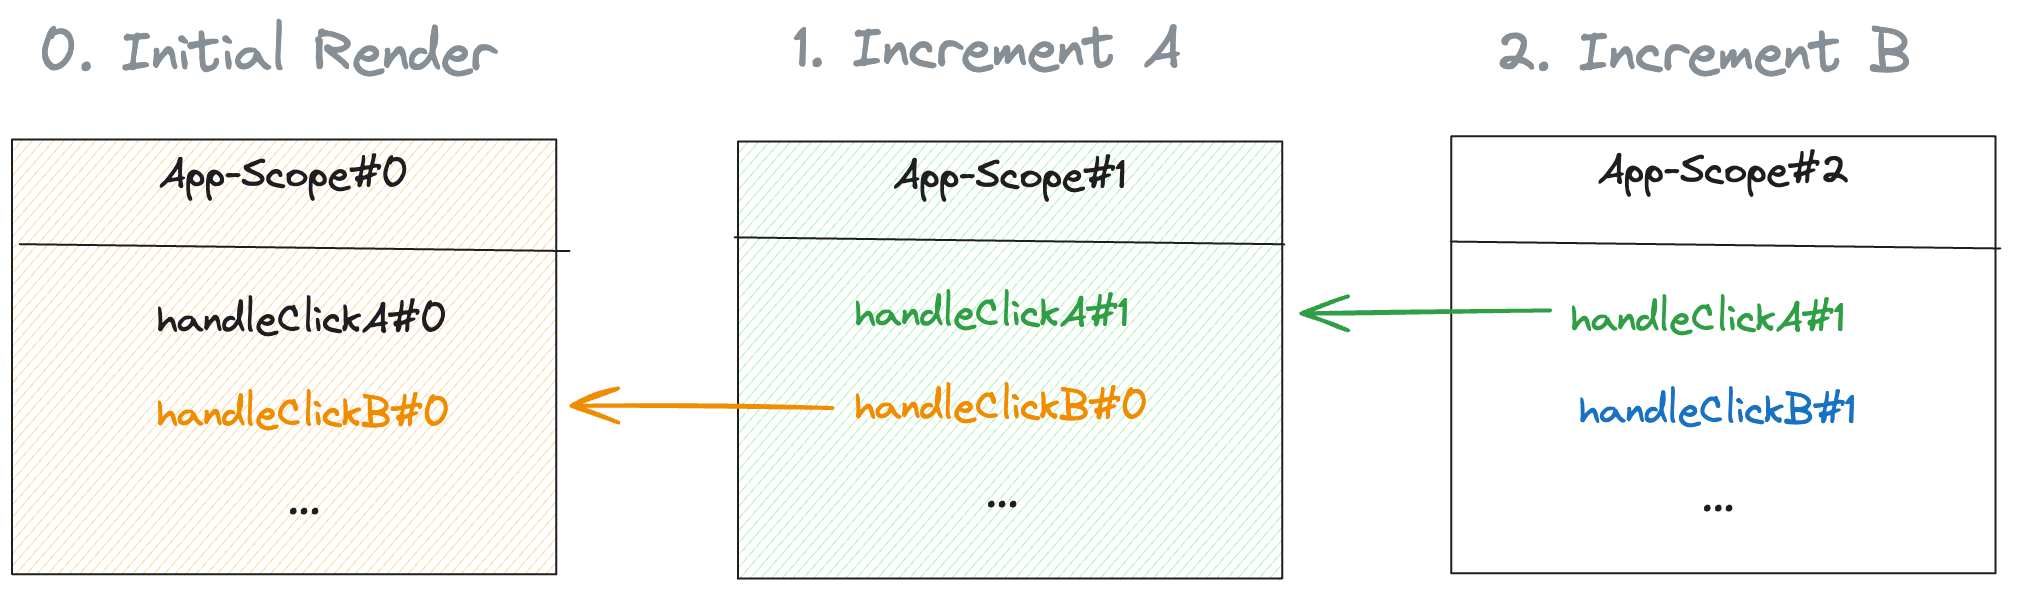 0. Initial Render
App-Scope#0
handleClickA#0
handleClickB#0
...
1. Increment A
App-Scope#1
handleClickA#1
handleClickB#0
...
2. Increment B
App-Scope#2
handleClickA#1
handleClickB#1
...